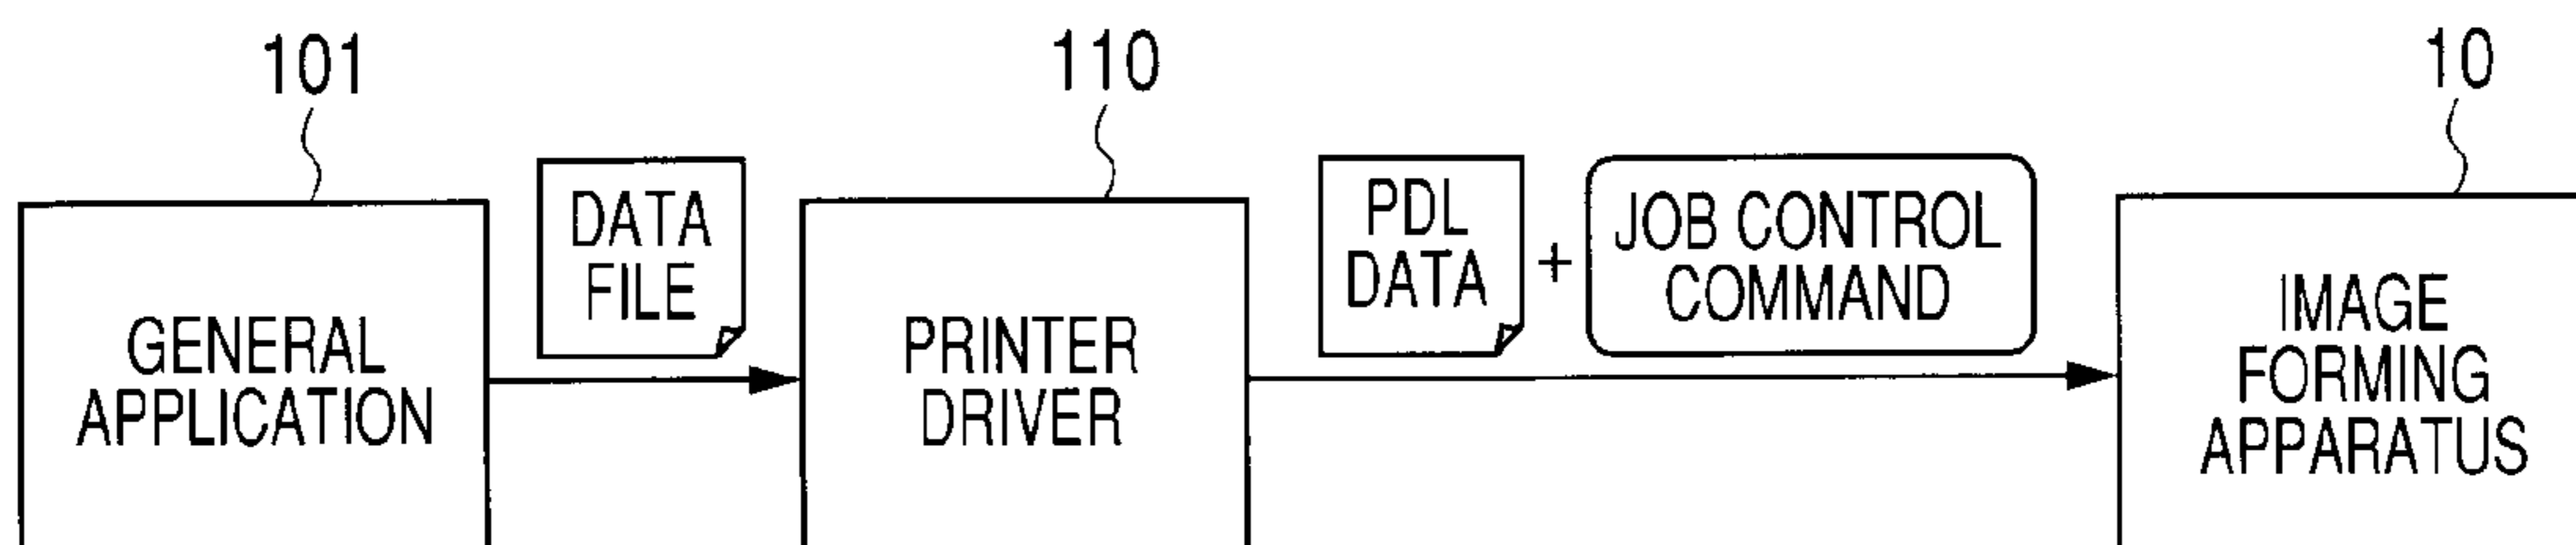 101
110
10
DATA
FILE
PDL
DATA
+
JOB CONTROL
COMMAND
GENERAL
APPLICATION
PRINTER
DRIVER
IMAGE
FORMING
APPARATUS